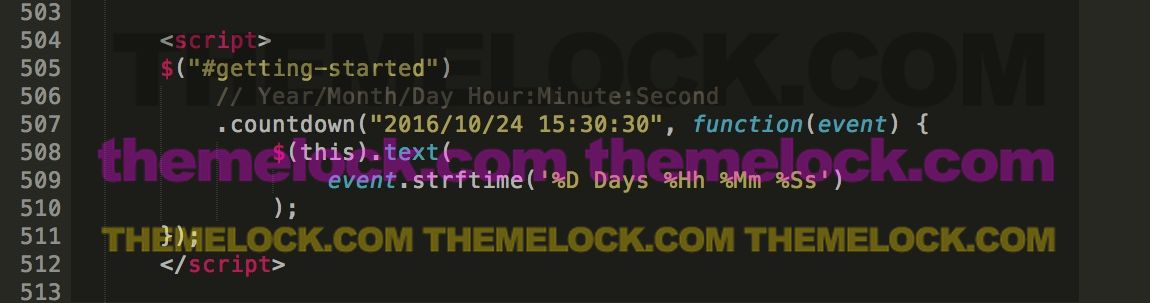 503
504 <script>
THEMELOCK.COM
505 $("#getting-started")
506 // Year/Month/Day Hour:Minute:Second
507 .countdown("2016/10/24 15:30:30", function(event) {
508 $(this).text(
themelock.com themelock.com
509 event.strftime('%D Days %Hh %Mm %Ss')
510 );
511 });
THEMELOCK.COM THEMELOCK.COM THEMELOCK.COM
512 </script>
513